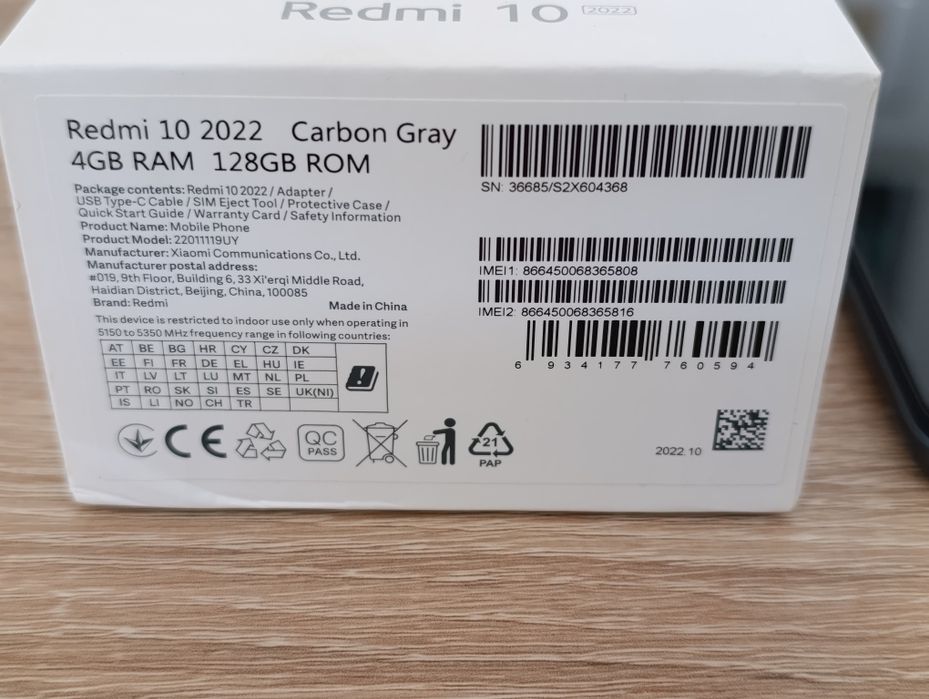 Redmi 10 2022
Redmi 10 2022 Carbon Gray
4GB RAM 128GB ROM
Package contents: Redmi 10 2022 / Adapter /
USB Type-C Cable / SIM Eject Tool / Protective Case /
Quick Start Guide / Warranty Card / Safety Information
Product Name: Mobile Phone
Product Model: 22011119UY
Manufacturer: Xiaomi Communications Co., Ltd.
Manufacturer postal address:
#019, 9th Floor, Building 6, 33 Xi'erqi Middle Road,
Haidian District, Beijing, China, 100085
Brand: Redmi
Made in China
This device is restricted to indoor use only when operating in
5150 to 5350 MHz frequency range in following countries:
AT BE BG HR CY CZ DK
EE FI FR DE EL HU IE
IT LV LT LU MT NL PL
PT RO SK SI ES SE UK(NI)
IS LI NO CH TR
CE
QC
PASS
21
PAP
SN: 36685/S2X604368
IMEI1: 866450068365808
IMEI2: 866450068365816
6 934177 760594
2022.10